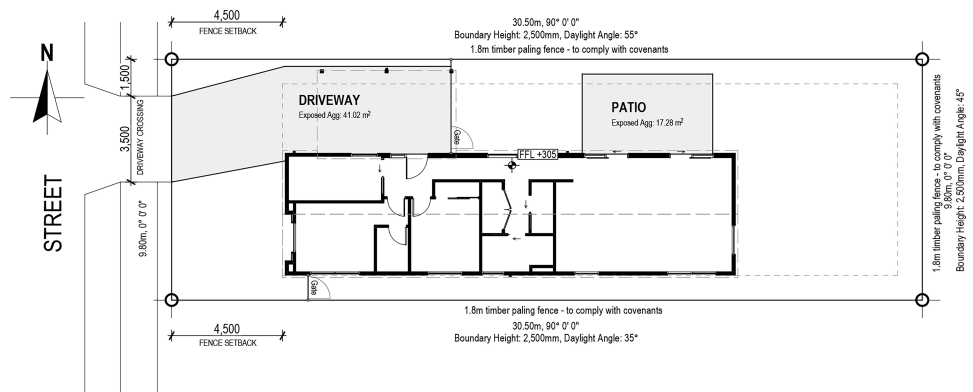 4,500
FENCE SETBACK
30.50m, 90° 0' 0"
Boundary Height: 2,500mm, Daylight Angle: 55°
1.8m timber paling fence - to comply with covenants
N
1,500
3,500
DRIVEWAY CROSSING
STREET
9.80m, 0° 0' 0"
DRIVEWAY
Exposed Agg: 41.02 m²
Gate
PATIO
Exposed Agg: 17.28 m²
FFL +305
1.8m timber paling fence - to comply with covenants
9.80m, 0° 0' 0"
Boundary Height: 2,500mm, Daylight Angle: 45°
Gate
4,500
FENCE SETBACK
1.8m timber paling fence - to comply with covenants
30.50m, 90° 0' 0"
Boundary Height: 2,500mm, Daylight Angle: 35°